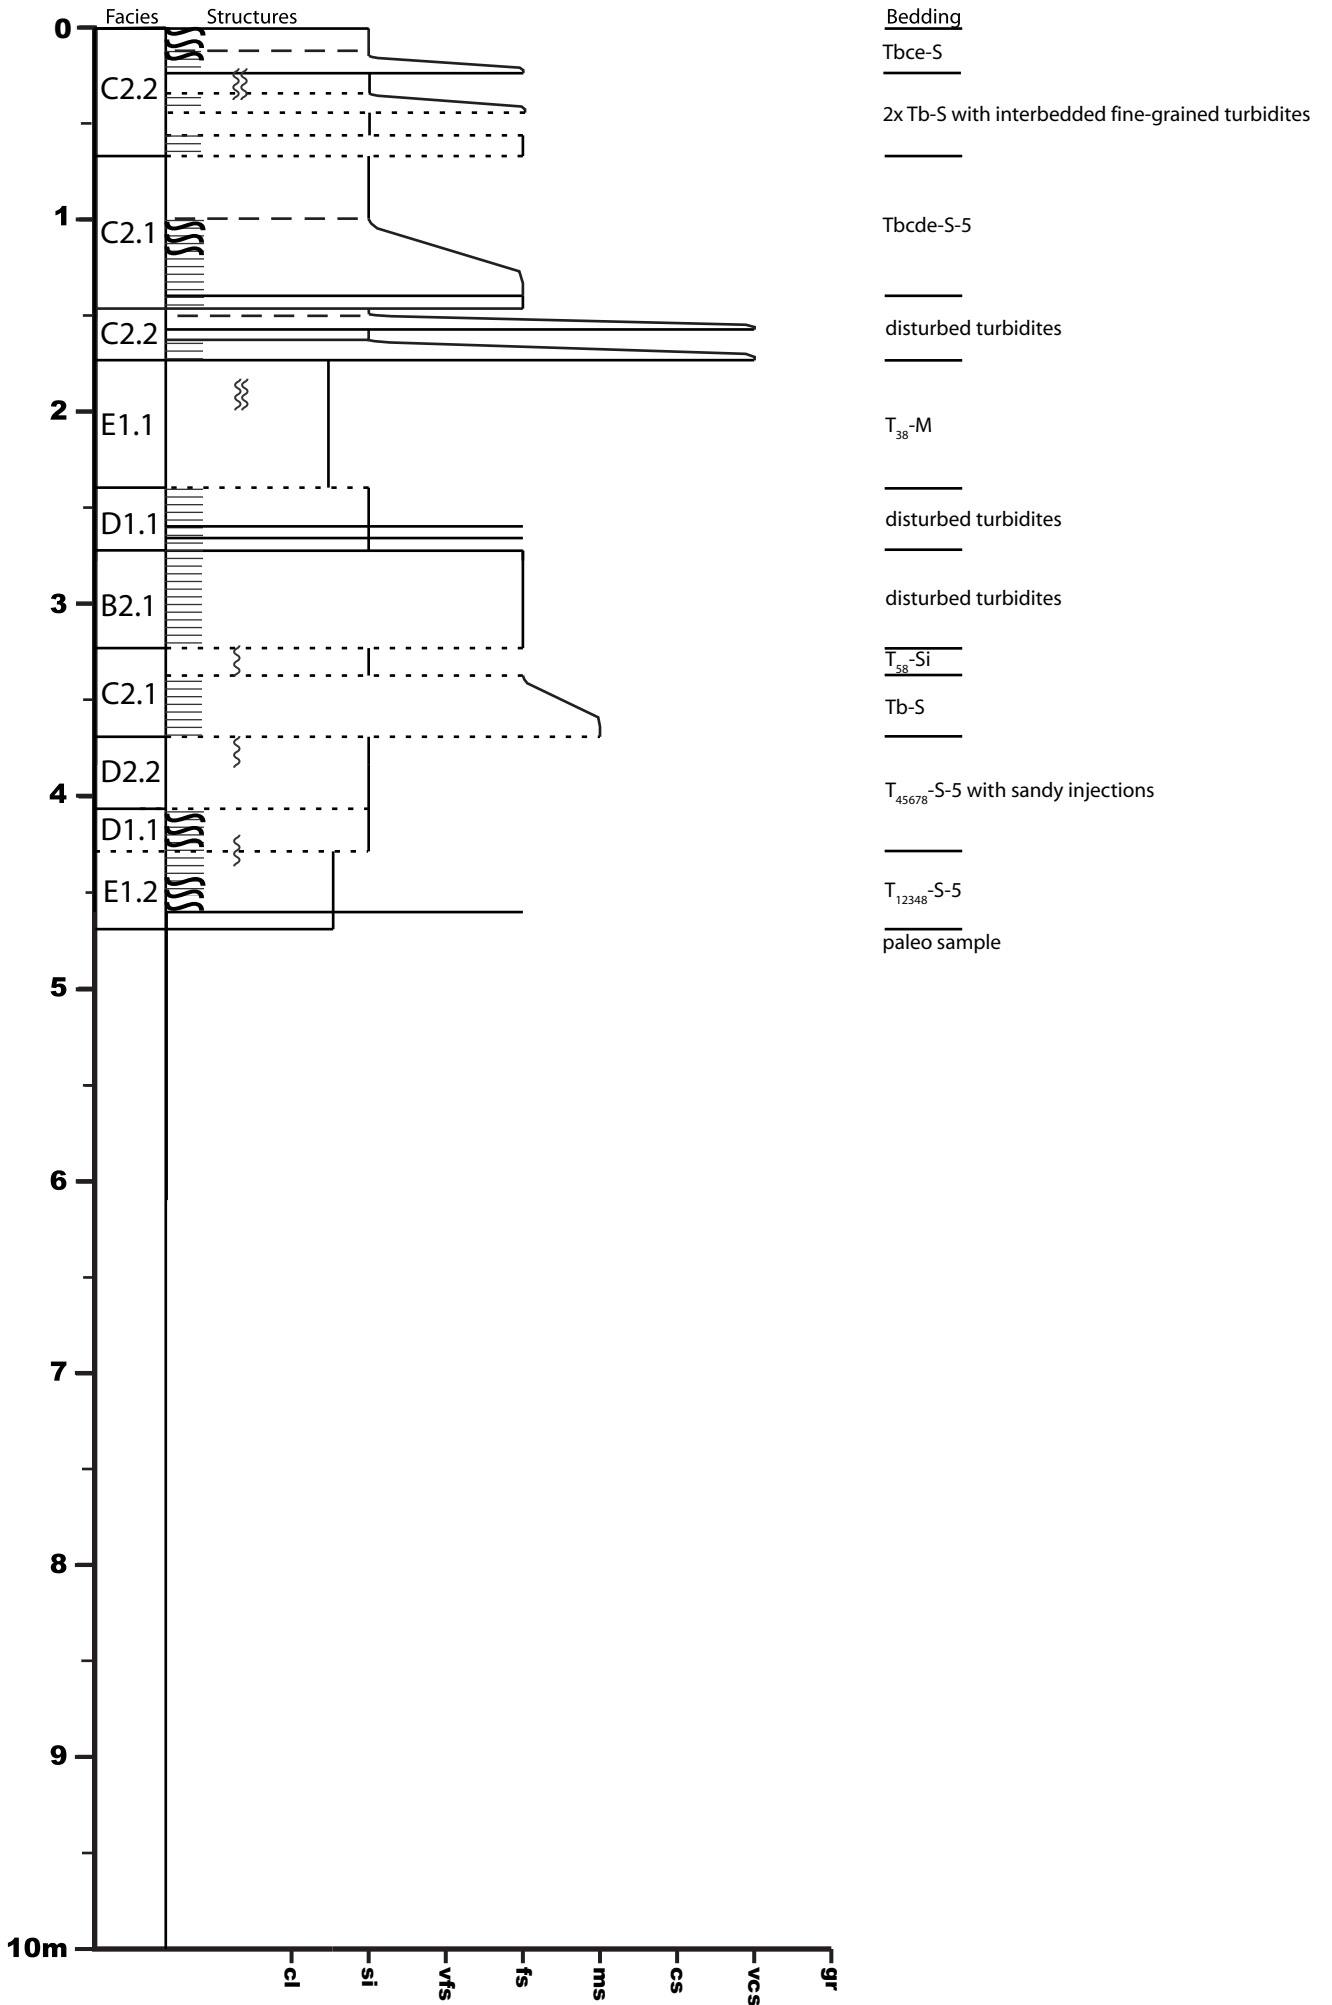 Facies Structures Bedding
0
Tbce-S
C2.2
2x Tb-S with interbedded fine-grained turbidites
1
Tbcde-S-5
C2.1
disturbed turbidites
C2.2
2
E1.1
T38-M
disturbed turbidites
D1.1
3
disturbed turbidites
B2.1
T58-Si
C2.1
Tb-S
D2.2
4
T45678-S-5 with sandy injections
D1.1
E1.2
T12348-S-5
paleo sample
5
6
7
8
9
10m
cl si vfs fs ms cs vcs gr